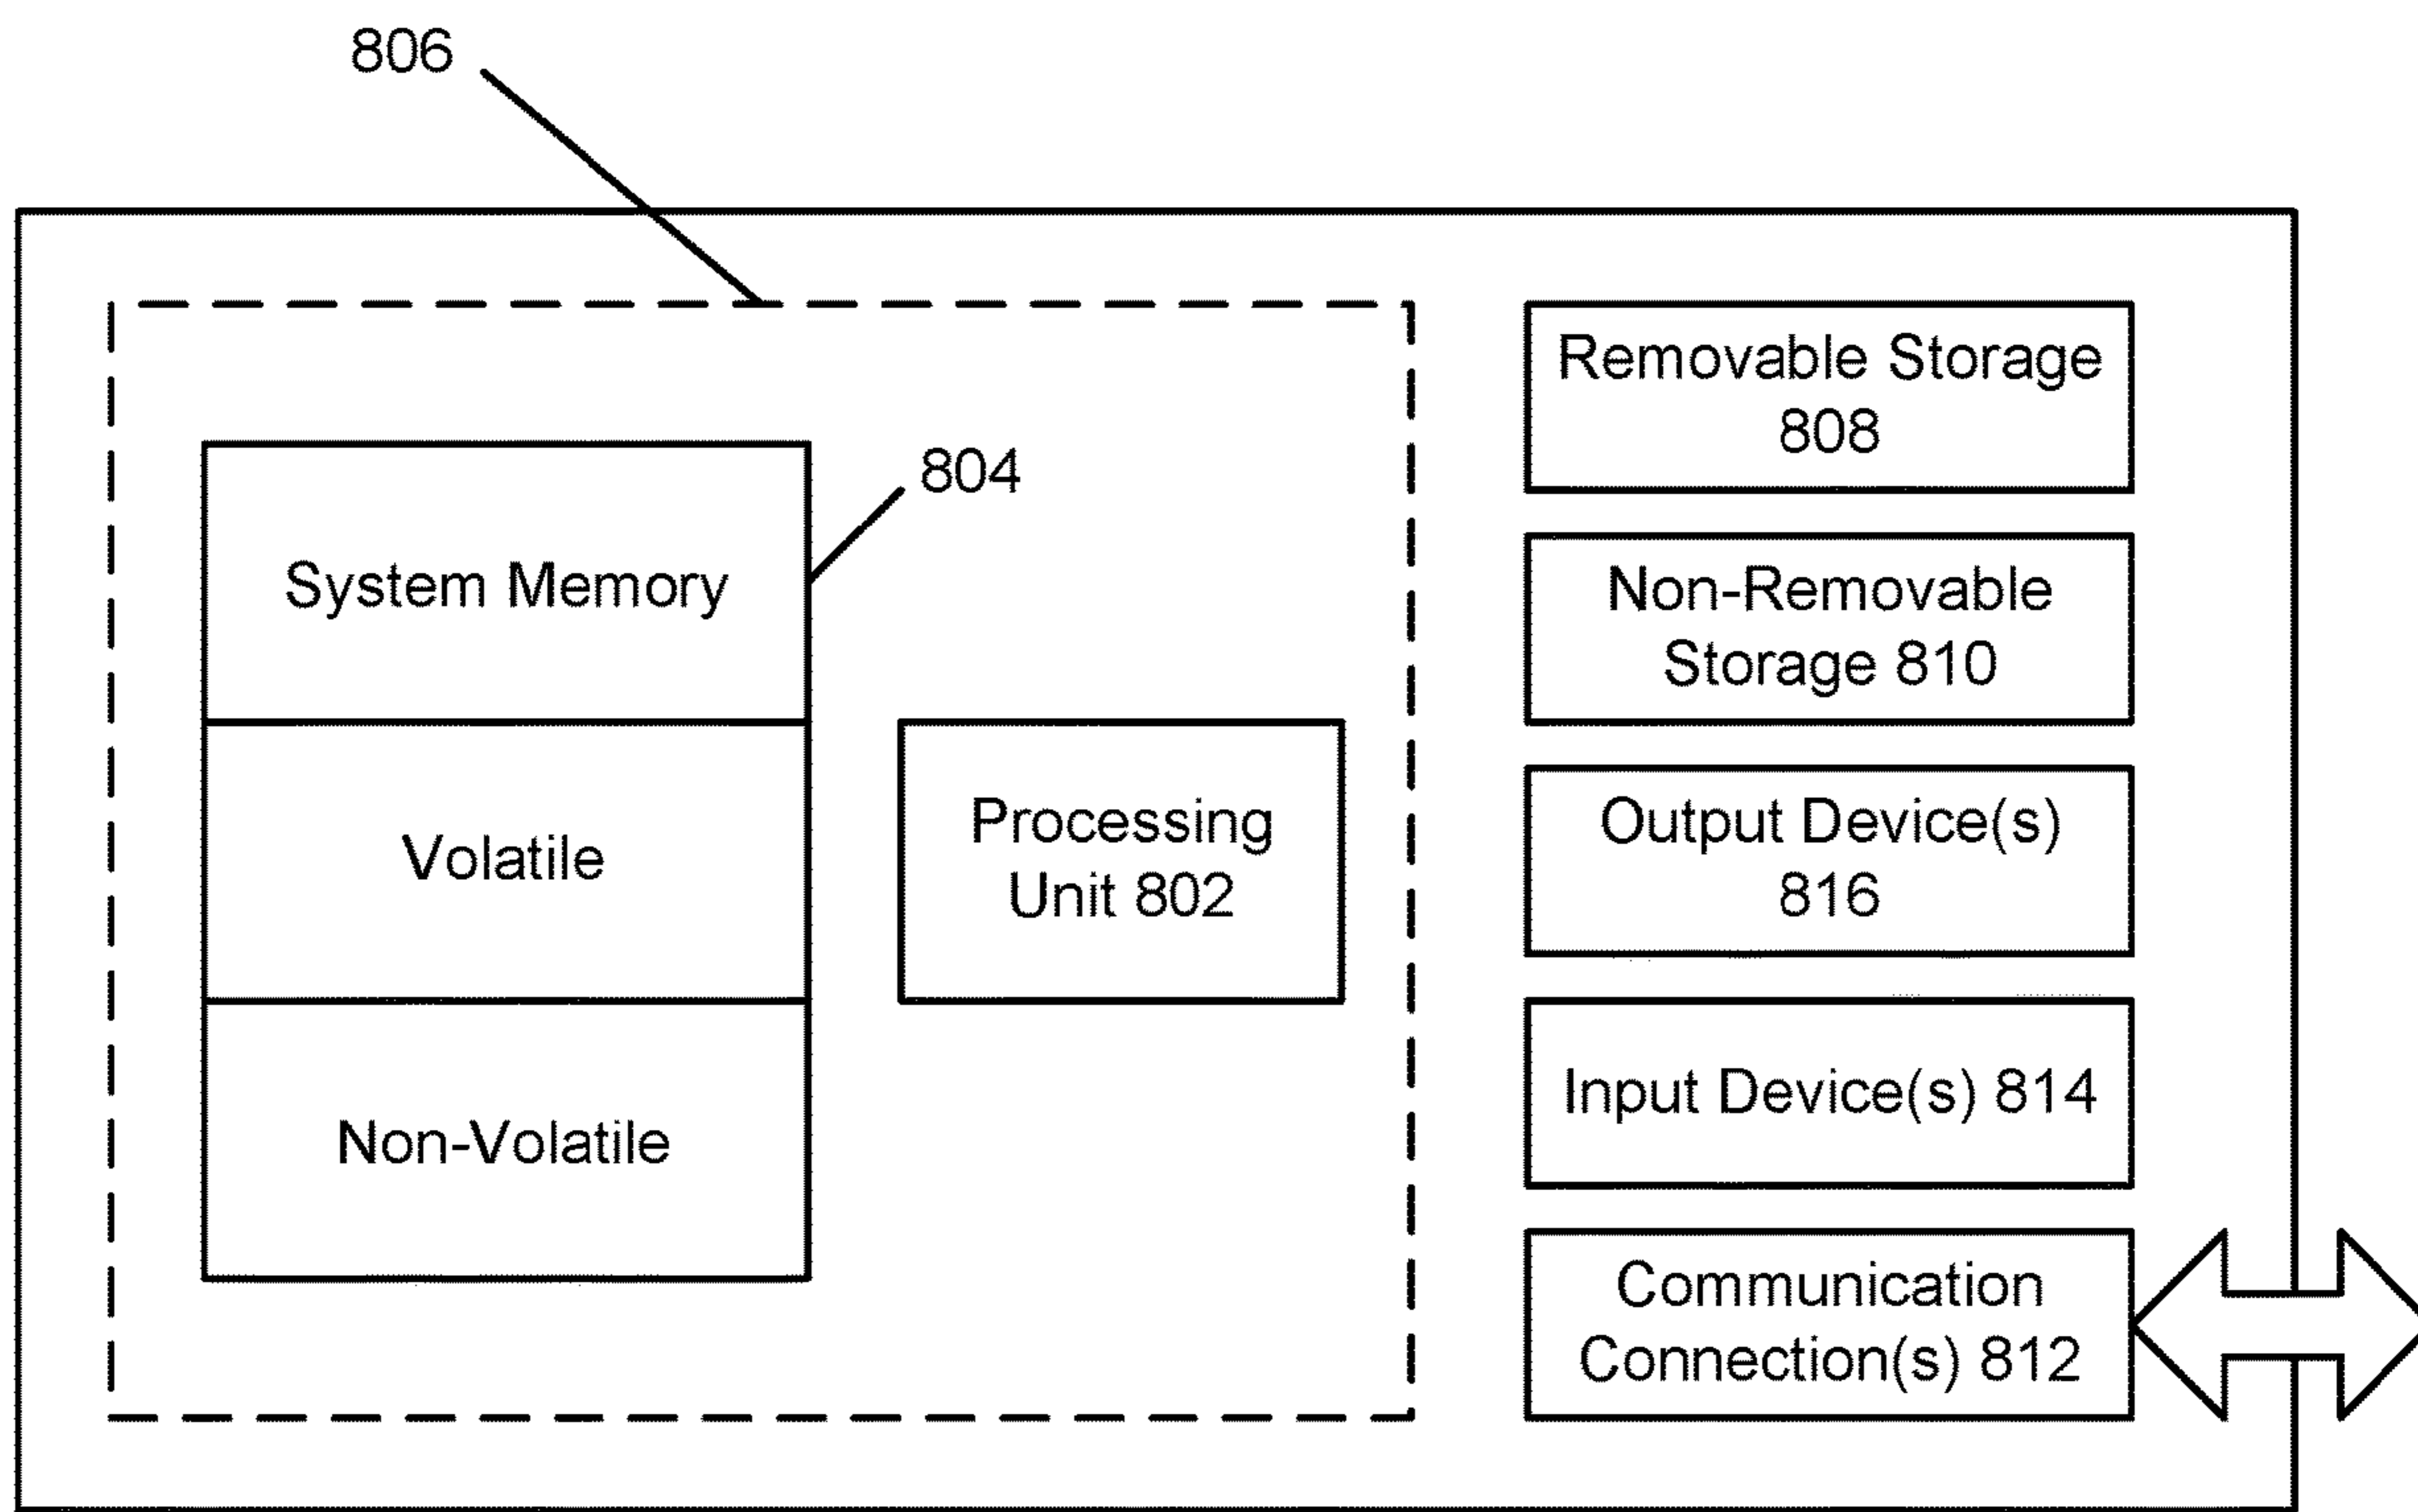 806
804
System Memory
Volatile
Non-Volatile
Processing
Unit 802
Removable Storage
808
Non-Removable
Storage 810
Output Device(s)
816
Input Device(s) 814
Communication
Connection(s) 812